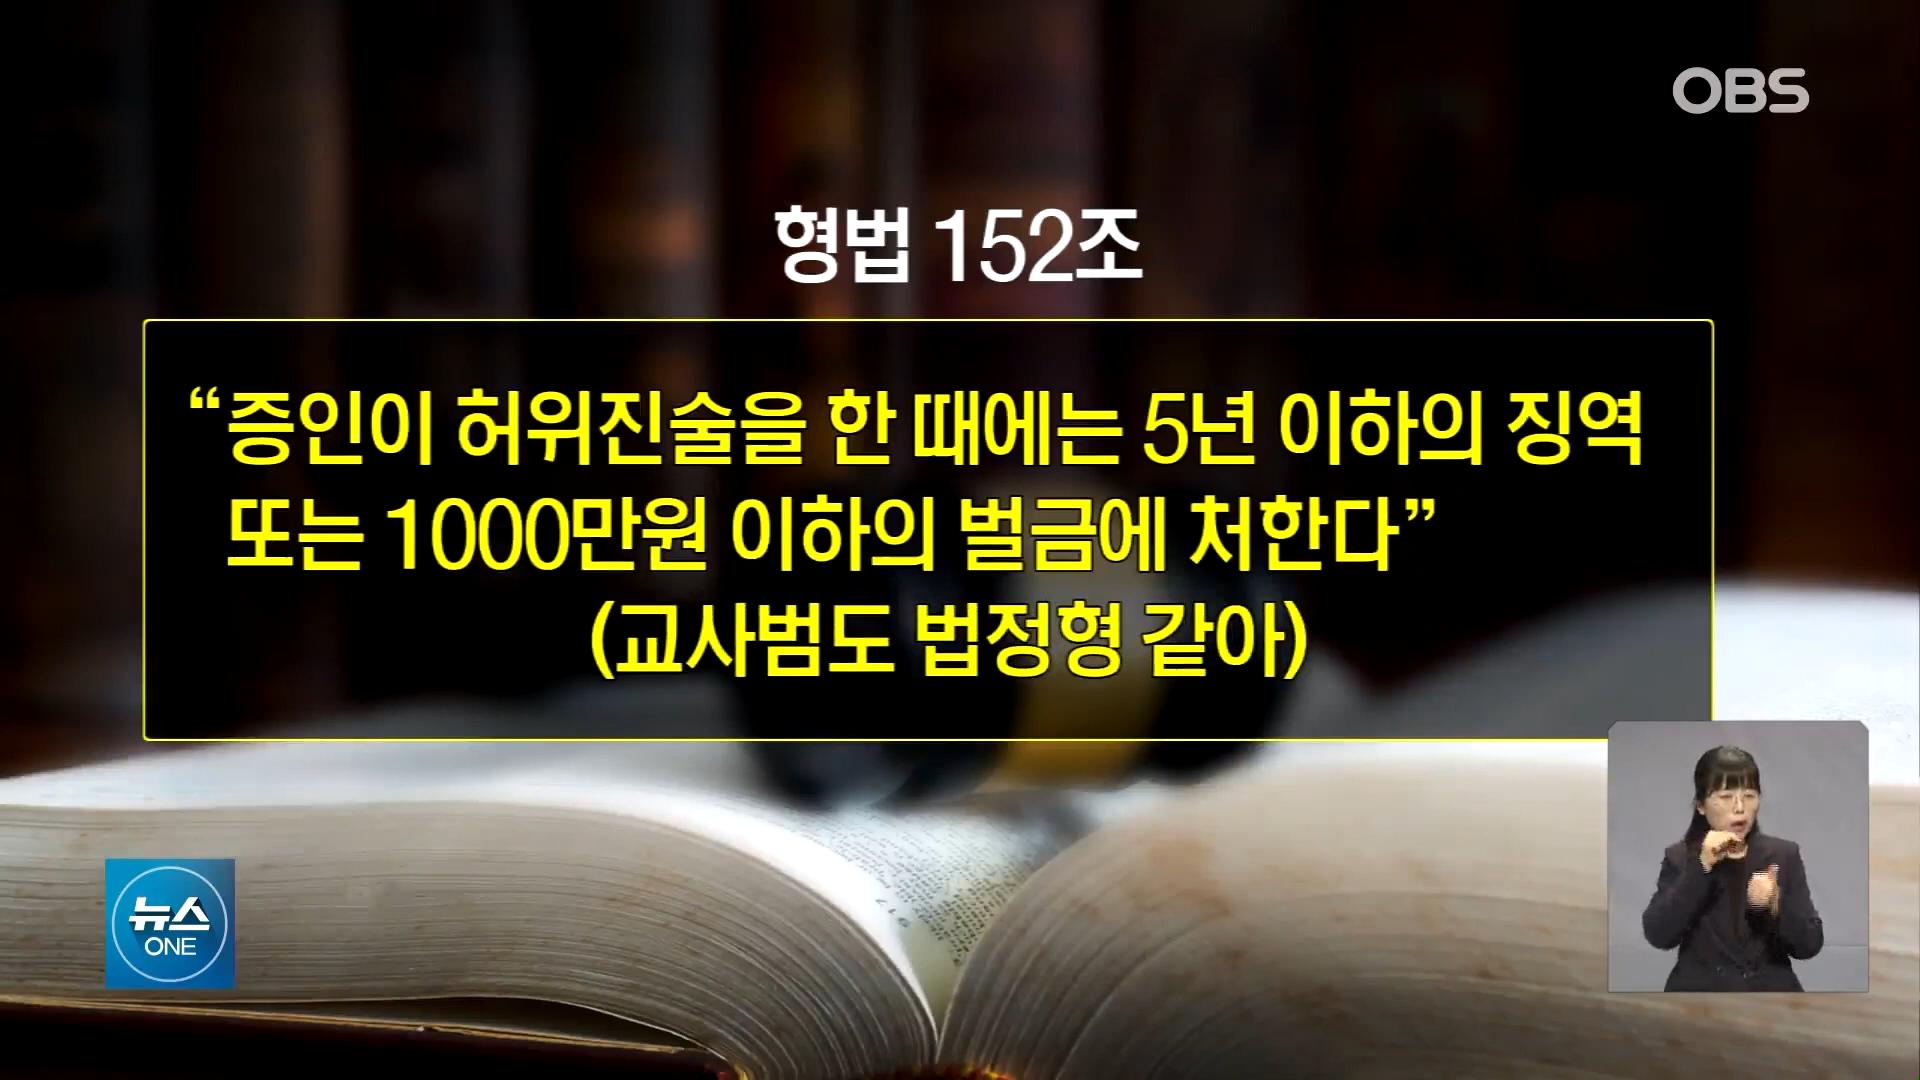 OBS
형법 152조
“증인이 허위진술을 한 때에는 5년 이하의 징역
또는 1000만원 이하의 벌금에 처한다”
(교사범도 법정형 같아)
뉴스
ONE
217